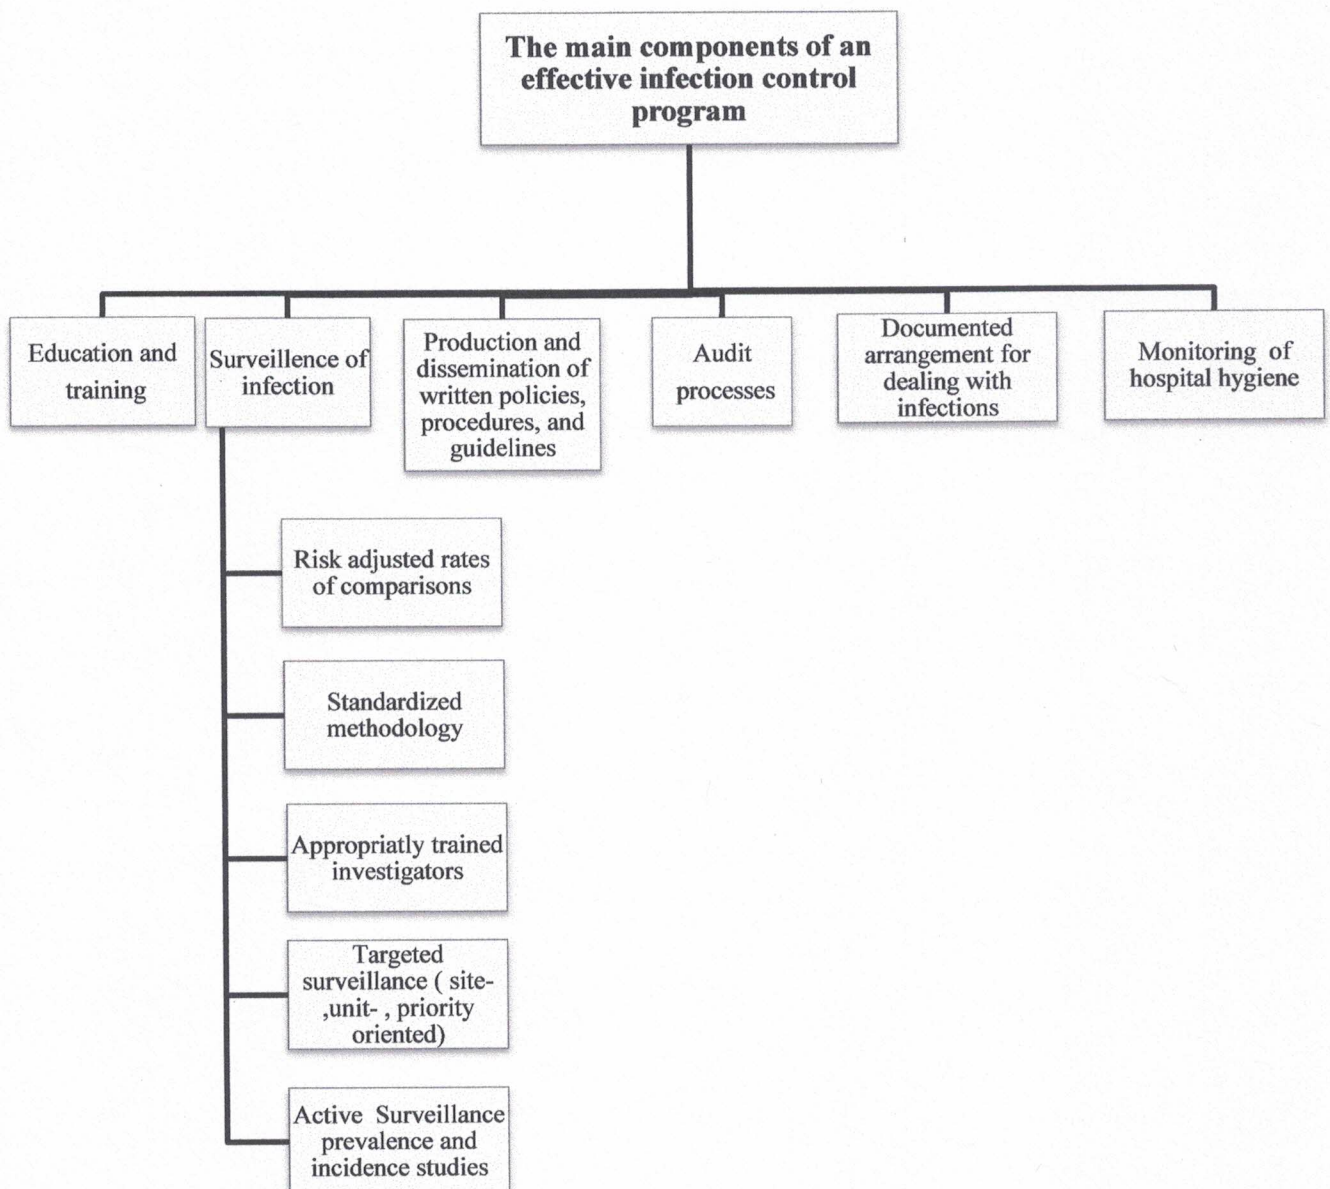 The main components of an
effective infection control
program
Education and
training
Surveillence of
infection
Production and
dissemination of
written policies,
procedures, and
guidelines
Audit
processes
Documented
arrangement for
dealing with
infections
Monitoring of
hospital hygiene
Risk adjusted rates
of comparisons
Standardized
methodology
Appropriatly trained
investigators
Targeted
surveillance ( site-
,unit- , priority
oriented)
Active Surveillance
prevalence and
incidence studies